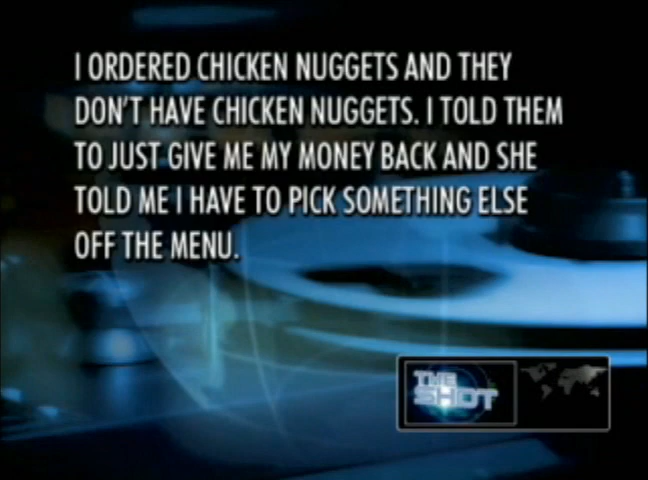 I ORDERED CHICKEN NUGGETS AND THEY
DON'T HAVE CHICKEN NUGGETS. I TOLD THEM
TO JUST GIVE ME MY MONEY BACK AND SHE
TOLD ME I HAVE TO PICK SOMETHING ELSE
OFF THE MENU.
THE
SHOT